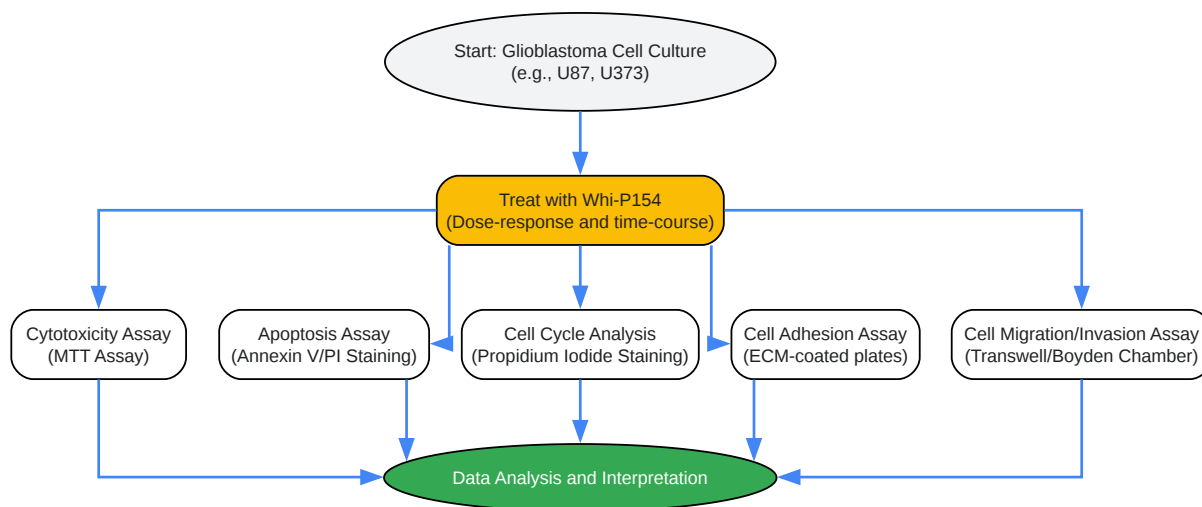 Start: Glioblastoma Cell Culture
(e.g., U87, U373)
Treat with Whi-P154
(Dose-response and time-course)
Cytotoxicity Assay
(MTT Assay)
Apoptosis Assay
(Annexin V/PI Staining)
Cell Cycle Analysis
(Propidium Iodide Staining)
Cell Adhesion Assay
(ECM-coated plates)
Cell Migration/Invasion Assay
(Transwell/Boyden Chamber)
Data Analysis and Interpretation